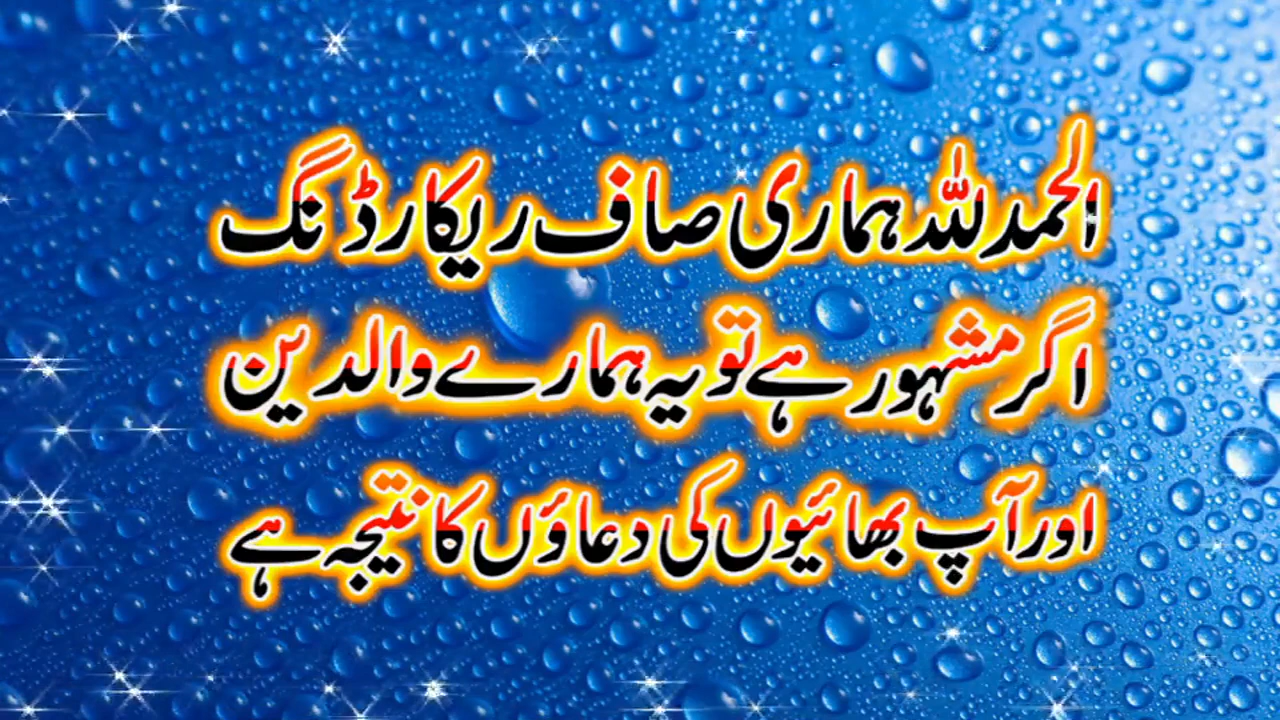 الحمدللہ ہماری صاف ریکارڈنگ
اگر مشہور ہے تو یہ ہمارے والدین
اور آپ بھائیوں کی دعاؤں کا نتیجہ ہے